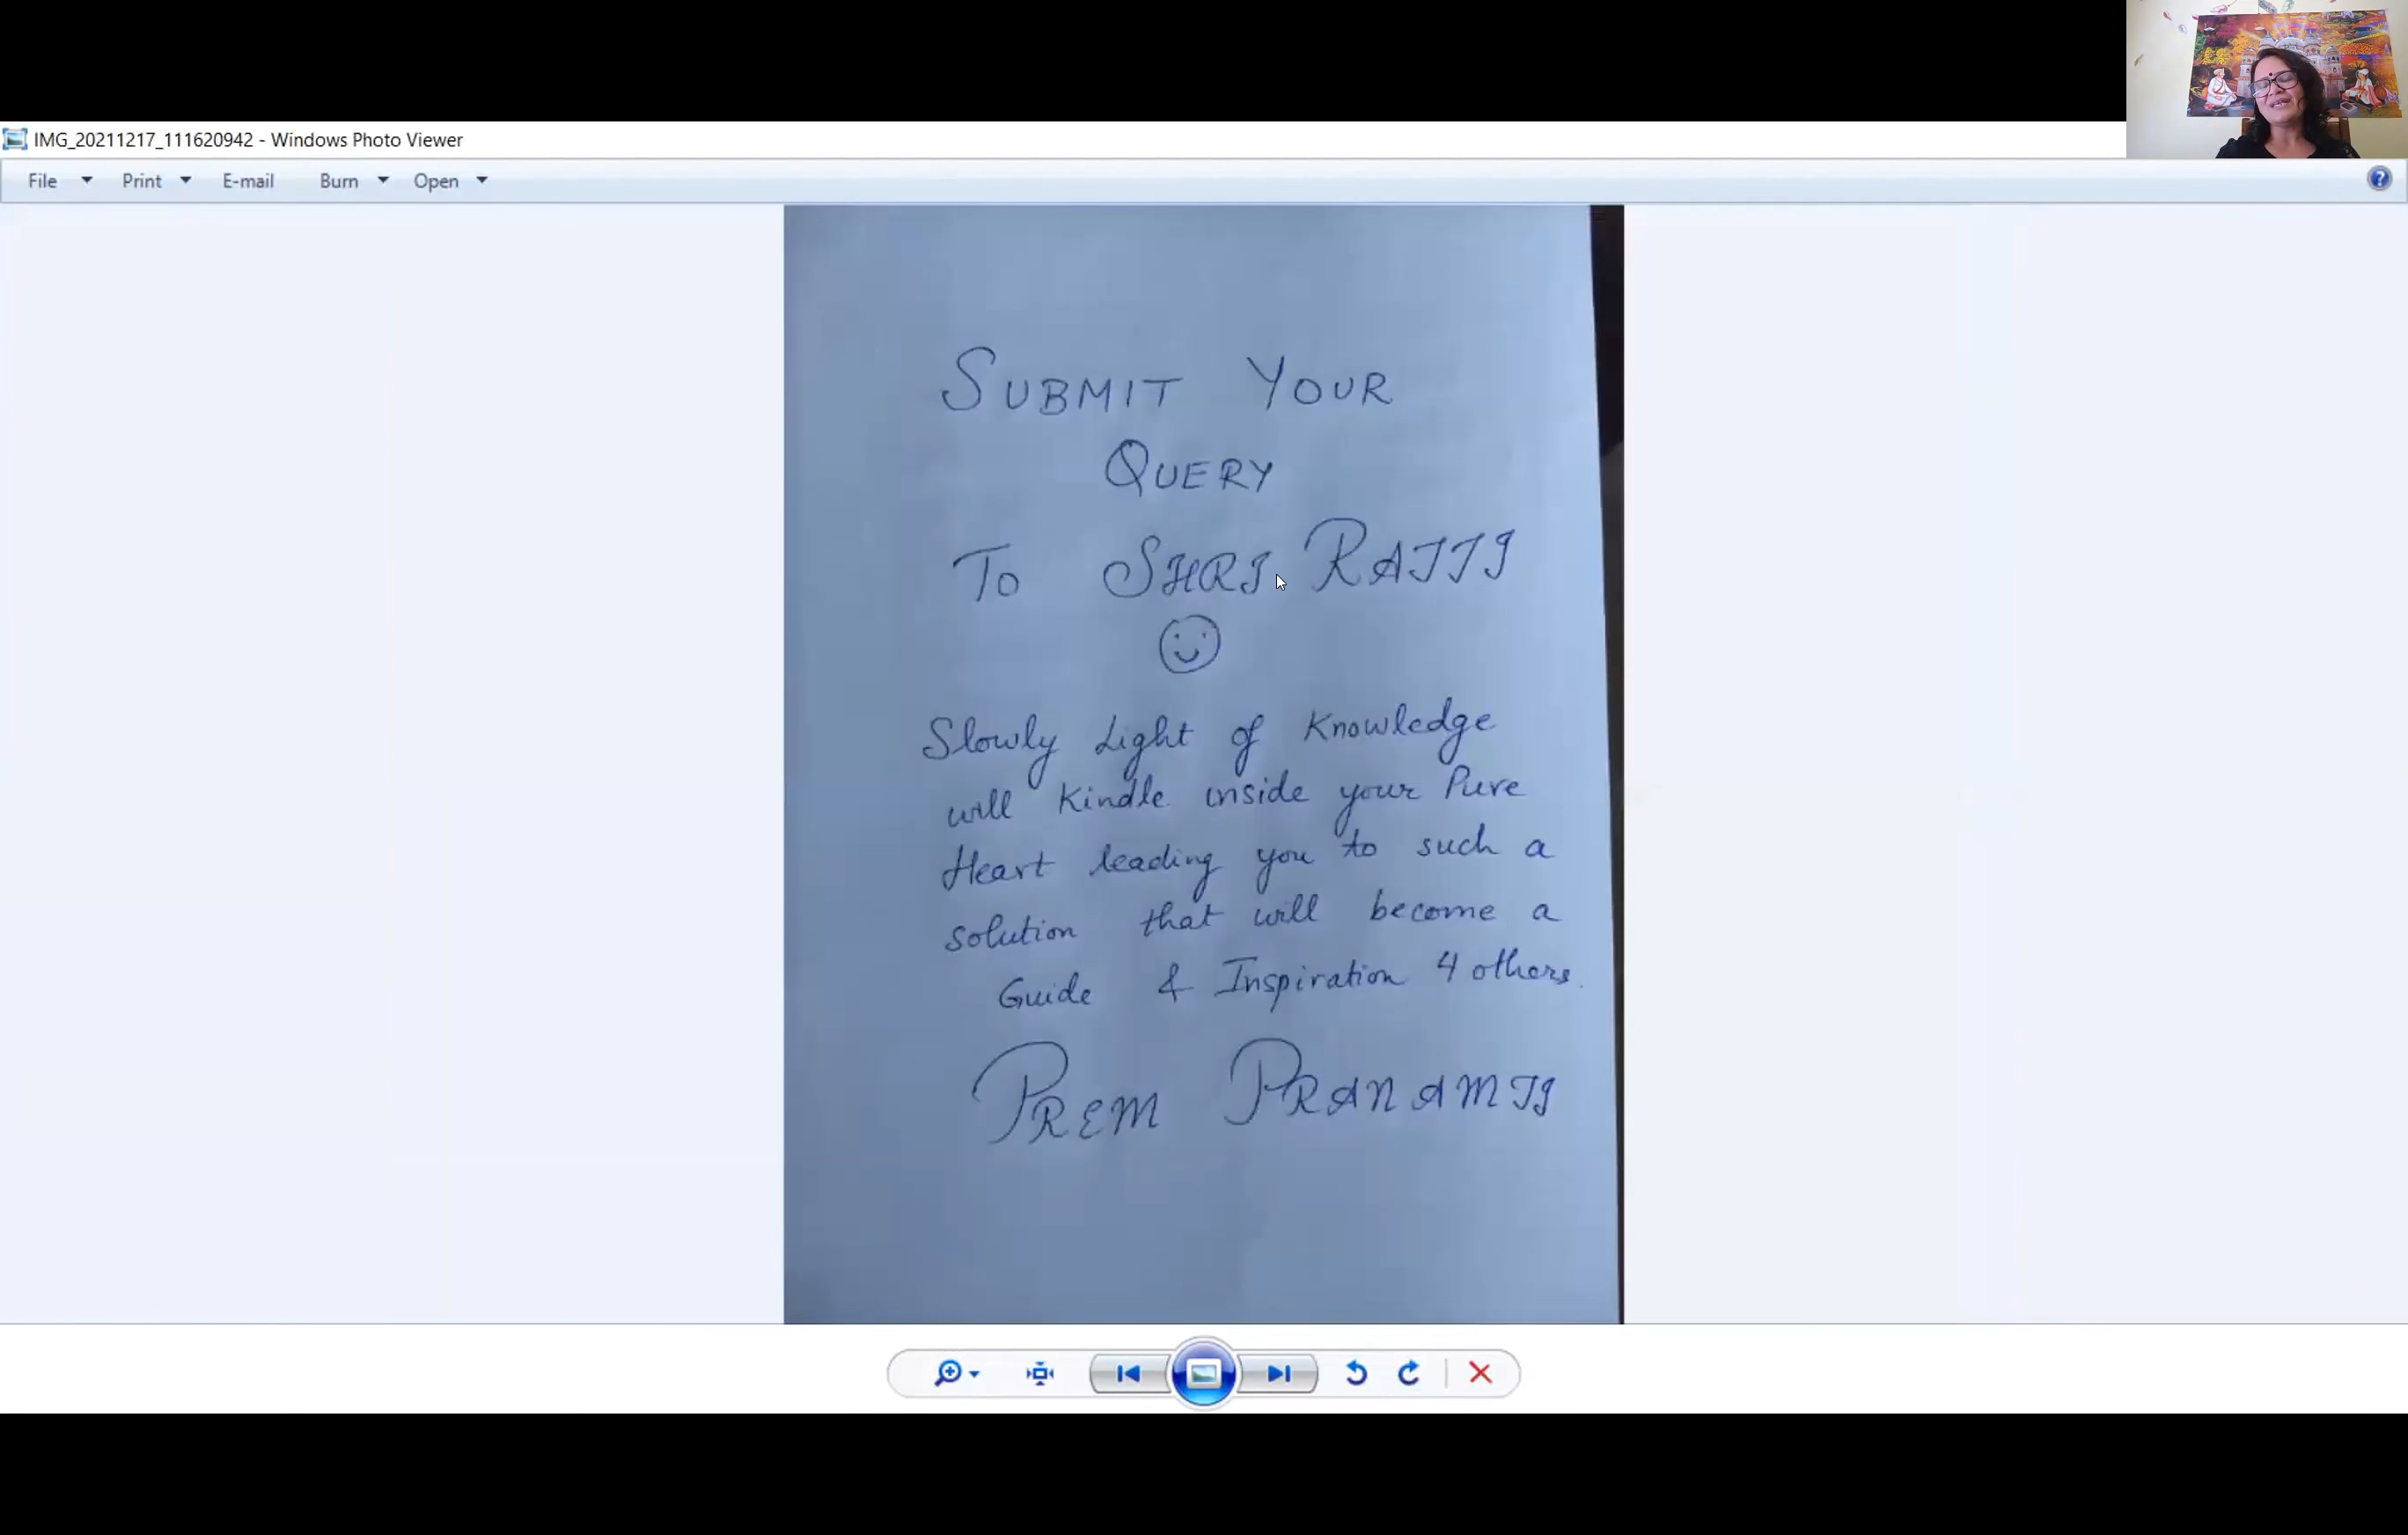 IMG_20211217_111620942 - Windows Photo Viewer
File Print E-mail Burn Open
SUBMIT YOUR
QUERY
TO SHRI RAJJI
Slowly Light of Knowledge
will Kindle inside your Pure
Heart leading you to such a
solution that will become a
Guide & Inspiration 4 others.
PREM PRANAMJI